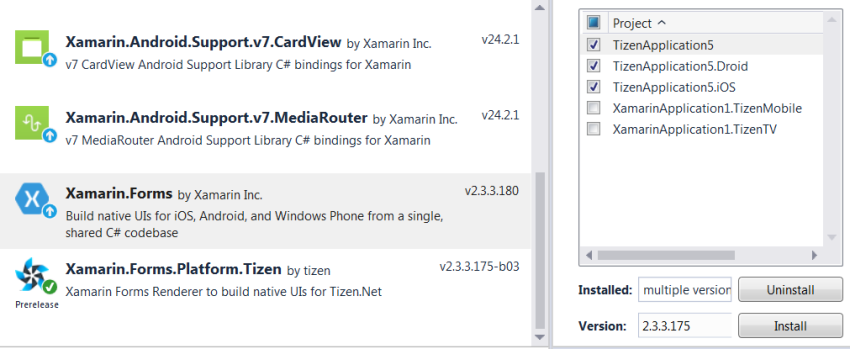 Xamarin.Android.Support.v7.CardView by Xamarin Inc. v24.2.1
v7 CardView Android Support Library C# bindings for Xamarin
Xamarin.Android.Support.v7.MediaRouter by Xamarin Inc. v24.2.1
v7 MediaRouter Android Support Library C# bindings for Xamarin
Xamarin.Forms by Xamarin Inc. v2.3.3.180
Build native UIs for iOS, Android, and Windows Phone from a single,
shared C# codebase
Xamarin.Forms.Platform.Tizen by tizen v2.3.3.175-b03
Xamarin Forms Renderer to build native UIs for Tizen.Net
Prerelease
Project
TizenApplication5
TizenApplication5.Droid
TizenApplication5.iOS
XamarinApplication1.TizenMobile
XamarinApplication1.TizenTV
Installed: multiple version Uninstall
Version: 2.3.3.175 Install